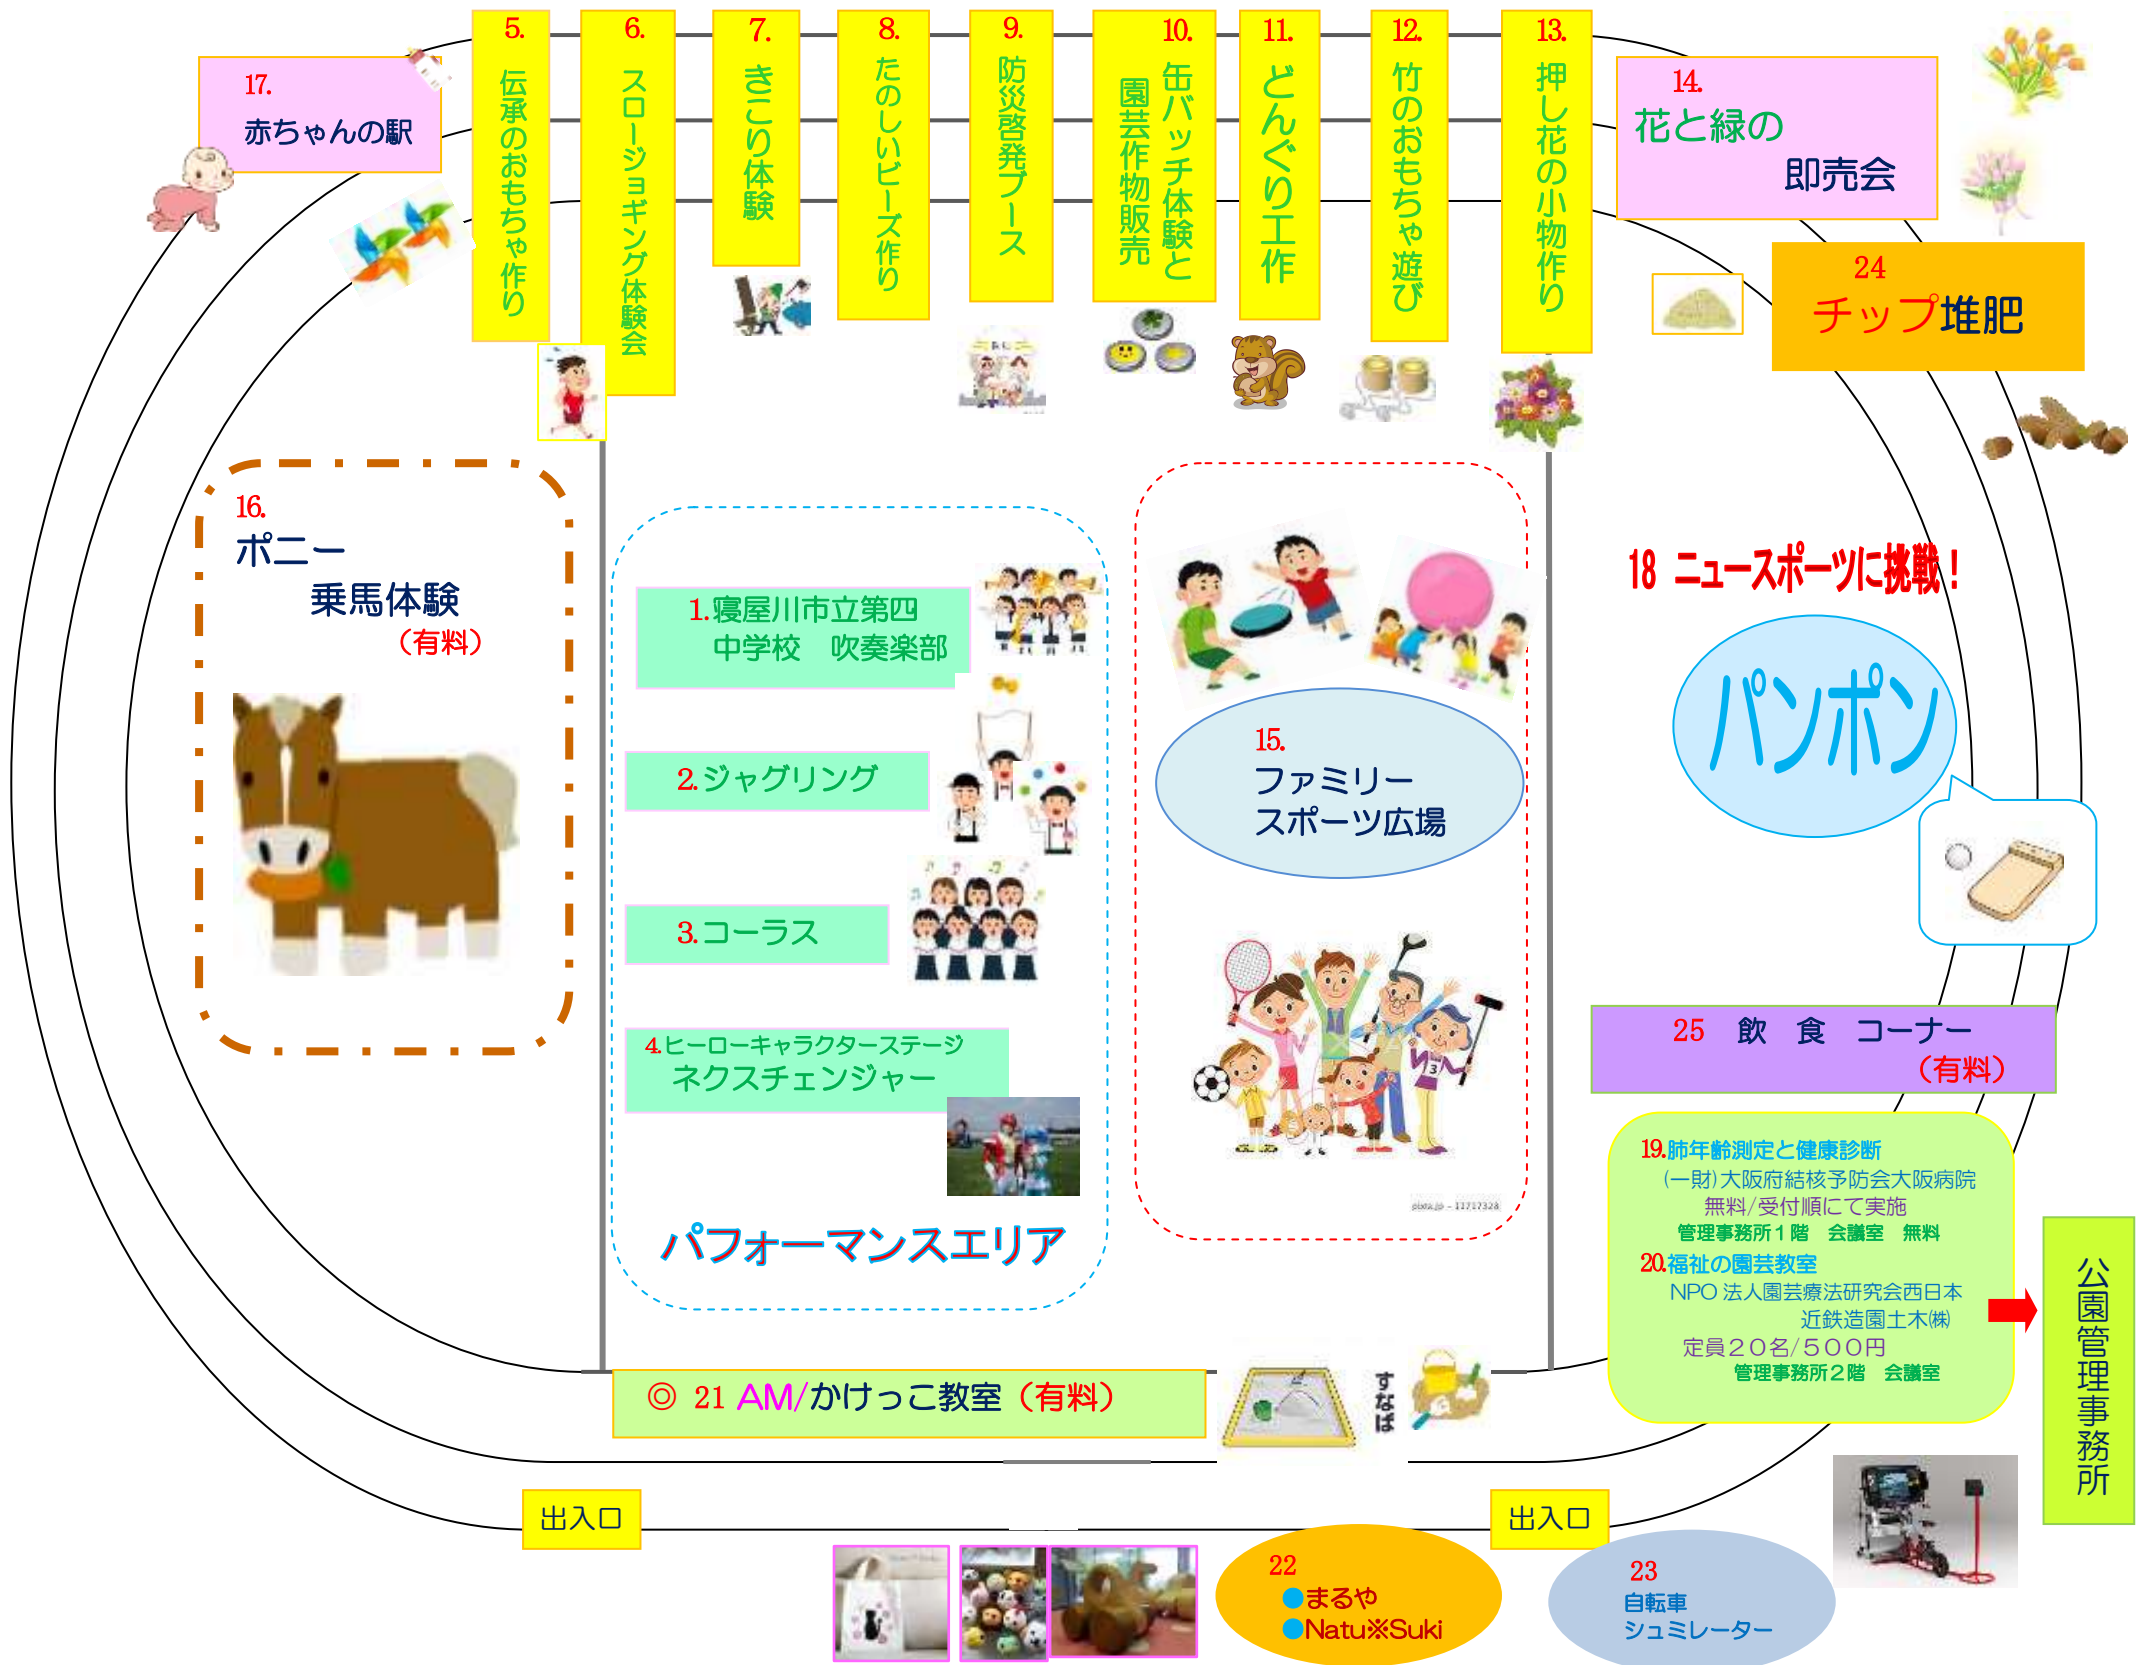 17.
赤ちゃんの駅
5.
伝承のおもちゃ作り
6.
スロージョギング体験会
7.
きこり体験
8.
たのしいビーズ作り
9.
防災啓発ブース
10.
缶バッチ体験と
園芸作物販売
11.
どんぐり工作
12.
竹のおもちゃ遊び
13.
押し花の小物作り
14.
花と緑の
即売会
24
チップ堆肥
16.
ポニー
乗馬体験
（有料）
1.寝屋川市立第四
中学校　吹奏楽部
2.ジャグリング
3.コーラス
4.ヒーローキャラクターステージ
ネクスチェンジャー
パフォーマンスエリア
15.
ファミリー
スポーツ広場
3
pixta.jp - 11717328
18 ニュースポーツに挑戦！
パンポン
25　飲　食　コーナー
（有料）
19.肺年齢測定と健康診断
(一財)大阪府結核予防会大阪病院
無料/受付順にて実施
管理事務所１階　会議室　無料
20.福祉の園芸教室
NPO 法人園芸療法研究会西日本
近鉄造園土木㈱
定員２０名/５００円
管理事務所２階　会議室
公園管理事務所
◎ 21 AM/かけっこ教室（有料）
すなば
出入口
出入口
22
●まるや
●Natu※Suki
23
自転車
シュミレーター